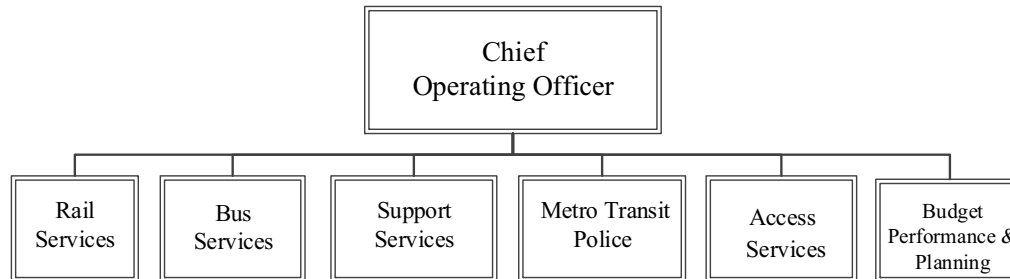 Chief
Operating Officer
Rail
Services
Bus
Services
Support
Services
Metro Transit
Police
Access
Services
Budget
Performance &
Planning